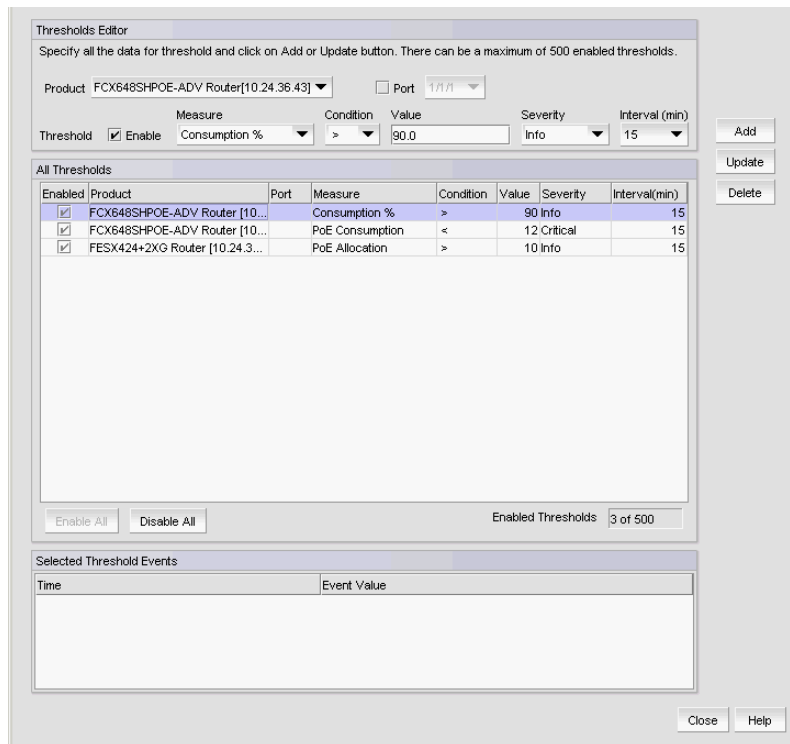 Thresholds Editor
Specify all the data for threshold and click on Add or Update button. There can be a maximum of 500 enabled thresholds.
Product FCX648SHPOE-ADV Router[10.24.36.43] Port 1/1/1
Measure Condition Value Severity Interval (min)
Threshold Enable Consumption % > 90.0 Info 15
Add
Update
Delete
All Thresholds
Enabled Product Port Measure Condition Value Severity Interval(min)
FCX648SHPOE-ADV Router [10... Consumption % > 90 Info 15
FCX648SHPOE-ADV Router [10... PoE Consumption < 12 Critical 15
FESX424+2XG Router [10.24.3... PoE Allocation > 10 Info 15
Enable All Disable All Enabled Thresholds 3 of 500
Selected Threshold Events
Time Event Value
Close Help